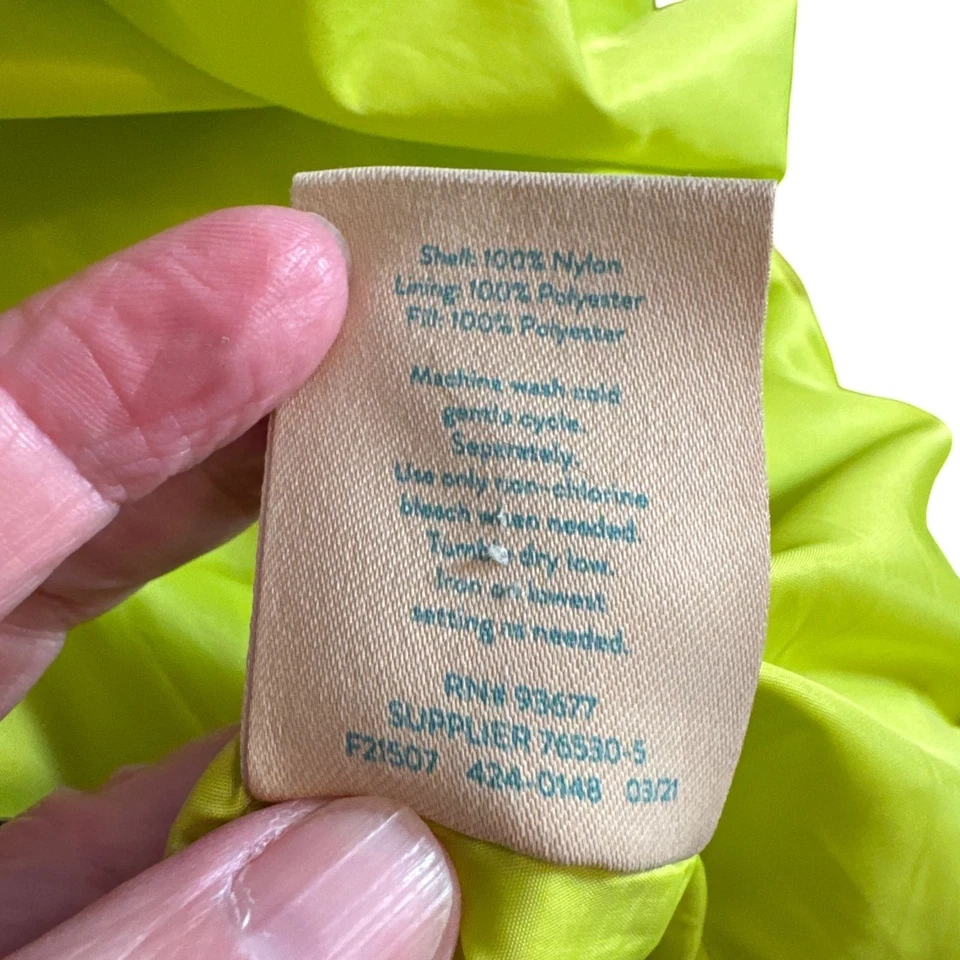 Shell: 100% Nylon
Lining: 100% Polyester
Fill: 100% Polyester
Machine wash cold
gentle cycle.
Separately.
Use only non-chlorine
bleach when needed.
Tumble dry low.
Iron on lowest
setting is needed.
RN# 93677
SUPPLIER 76530-5
F21507 424-0148 03/21